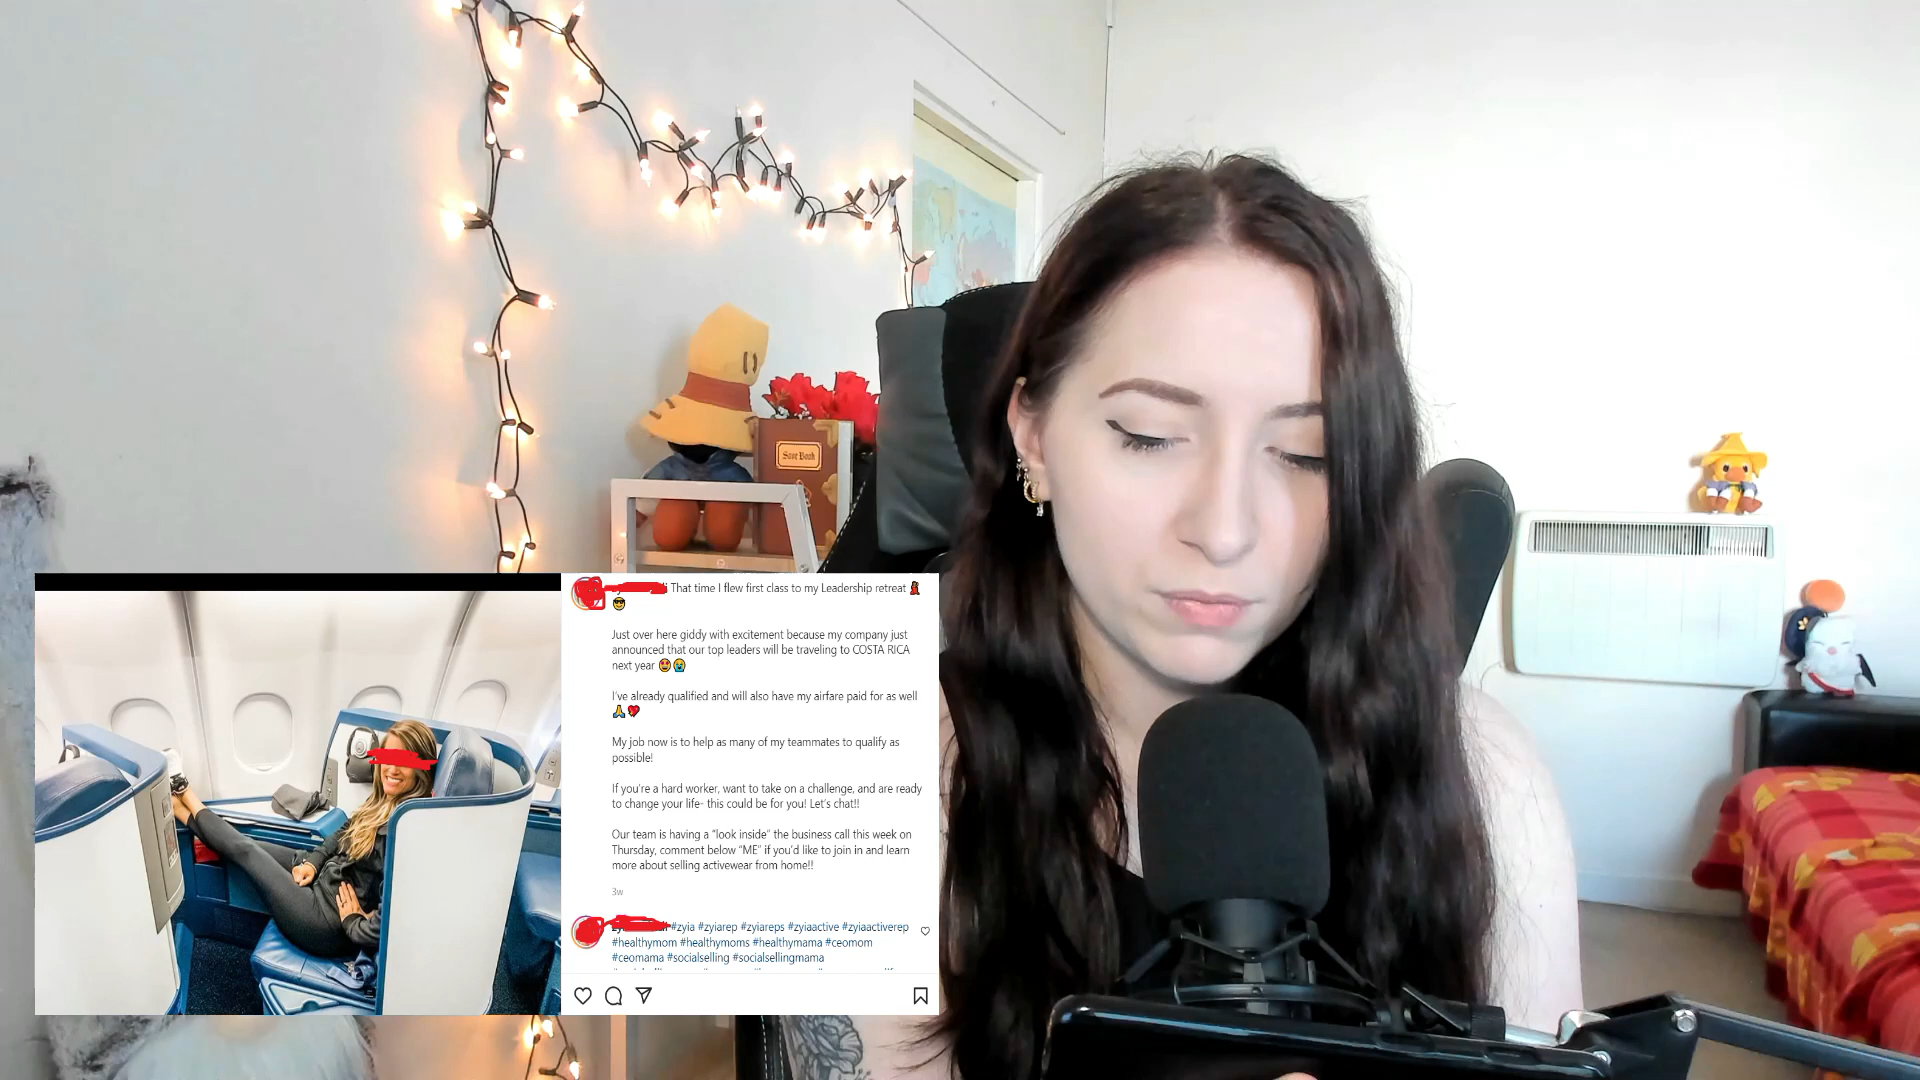 Save Book
That time I flew first class to my Leadership retreat 💃
😎
Just over here giddy with excitement because my company just
announced that our top leaders will be traveling to COSTA RICA
next year 🤩😭
I've already qualified and will also have my airfare paid for as well
🙏💖
My job now is to help as many of my teammates to qualify as
possible!
If you're a hard worker, want to take on a challenge, and are ready
to change your life- this could be for you! Let's chat!!
Our team is having a "look inside" the business call this week on
Thursday, comment below "ME" if you'd like to join in and learn
more about selling activewear from home!!
3w
#zyia #zyiarep #zyiareps #zyiaactive #zyiaactiverep
#healthymom #healthymoms #healthymama #ceomom
#ceomama #socialselling #socialsellingmama